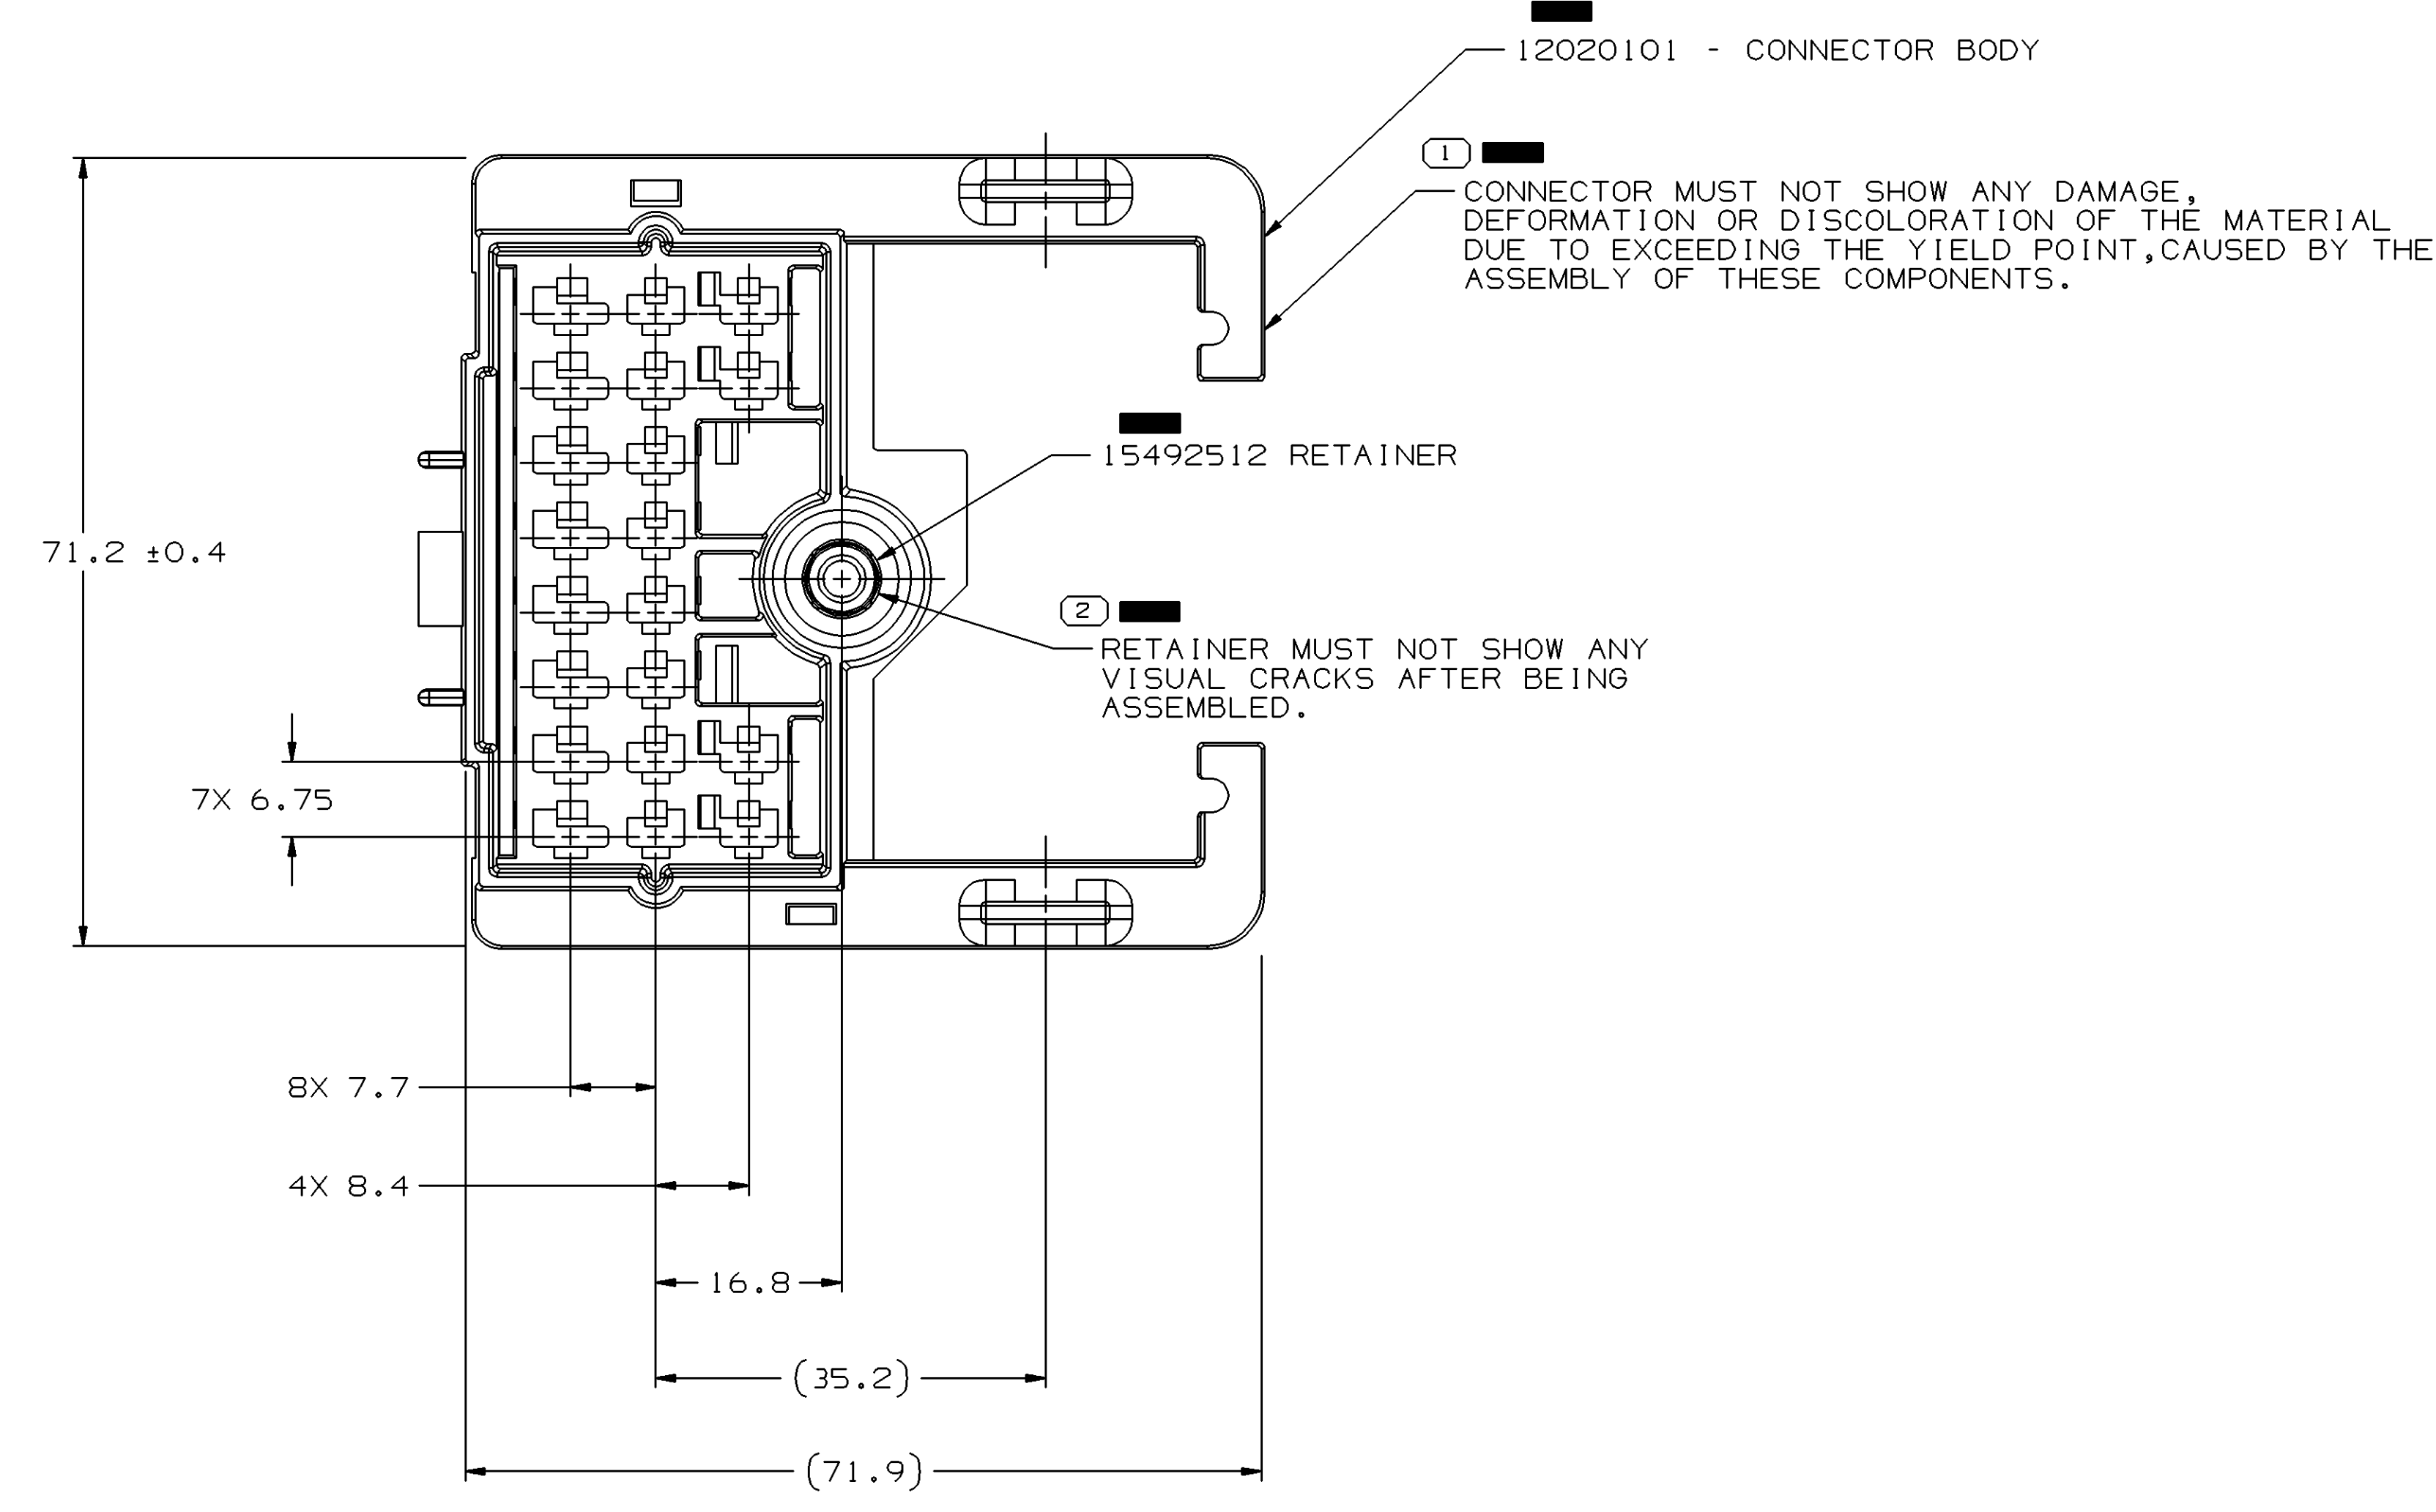 12020101 - CONNECTOR BODY
1
CONNECTOR MUST NOT SHOW ANY DAMAGE,
DEFORMATION OR DISCOLORATION OF THE MATERIAL
DUE TO EXCEEDING THE YIELD POINT,CAUSED BY THE
ASSEMBLY OF THESE COMPONENTS.
15492512 RETAINER
71.2 ±0.4
2
RETAINER MUST NOT SHOW ANY
VISUAL CRACKS AFTER BEING
ASSEMBLED.
7X 6.75
8X 7.7
4X 8.4
16.8
(35.2)
(71.9)